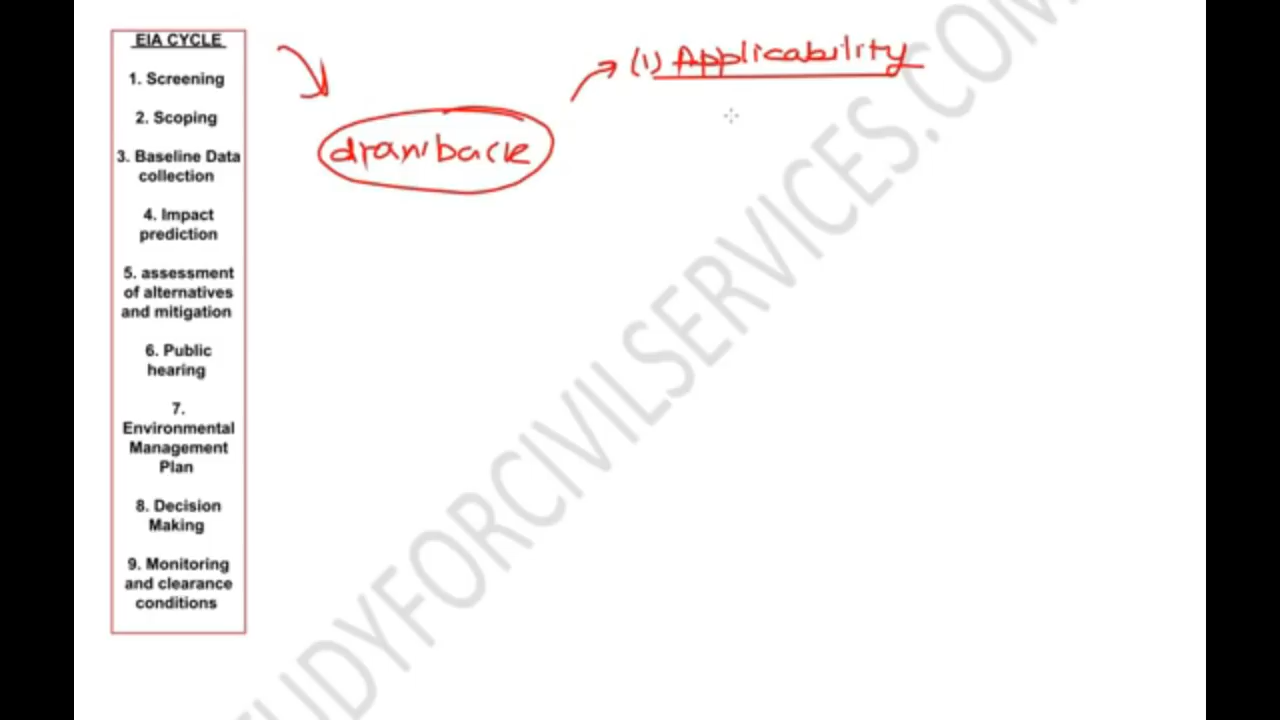 EIA CYCLE
1. Screening
2. Scoping
3. Baseline Data
collection
4. Impact
prediction
5. assessment
of alternatives
and mitigation
6. Public
hearing
7.
Environmental
Management
Plan
8. Decision
Making
9. Monitoring
and clearance
conditions
drawback
(1) Applicability
STUDYFORCIVILSERVICES.COM